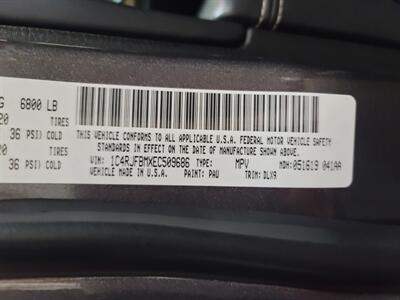 G 6800 LB
20 TIRES
36 PSI) COLD
20 TIRES
36 PSI) COLD
THIS VEHICLE CONFORMS TO ALL APPLICABLE U.S.A. FEDERAL MOTOR VEHICLE SAFETY
STANDARDS IN EFFECT ON THE DATE OF MANUFACTURE SHOWN ABOVE.
VIN: 1C4RJFBMXEC509686 TYPE: MPV MDH: 051619 041AA
VEHICLE MADE IN U.S.A. PAINT: PAU TRIM: DLX9